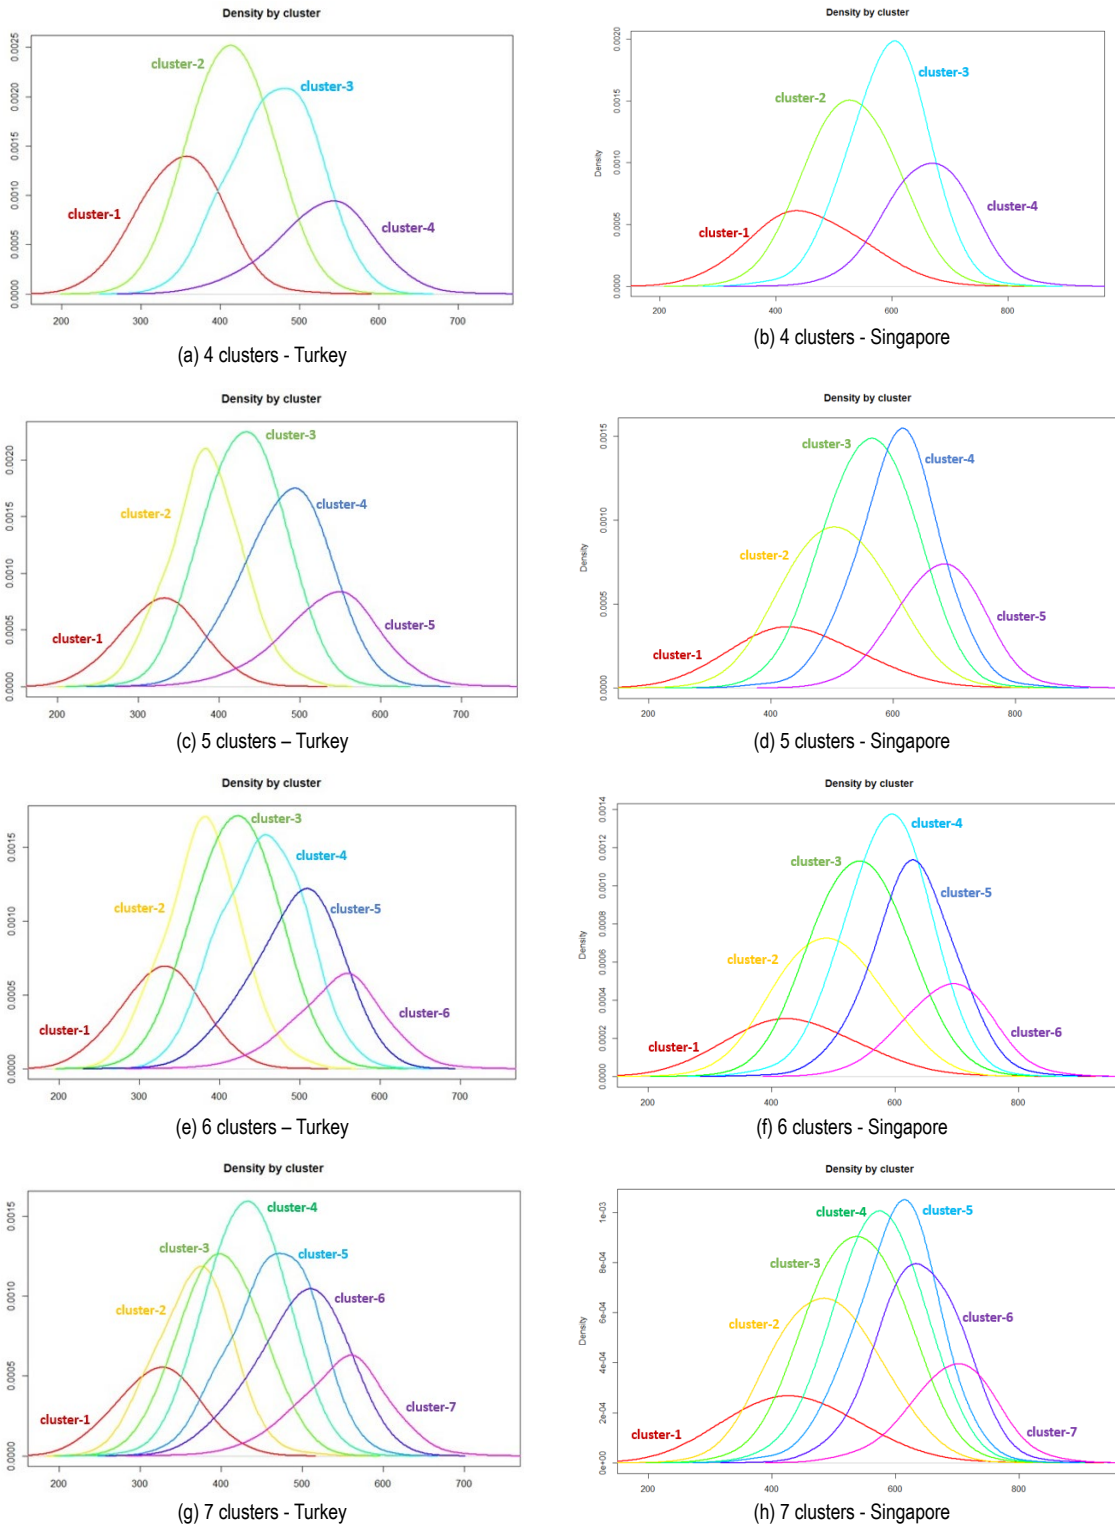 Density by cluster
0.0000 0.0005 0.0010 0.0015 0.0020 0.0025
cluster-1
cluster-2
cluster-3
cluster-4
200 300 400 500 600 700
(a) 4 clusters - Turkey
Density by cluster
Density
0.0000 0.0005 0.0010 0.0015 0.0020
cluster-1
cluster-2
cluster-3
cluster-4
200 400 600 800
(b) 4 clusters - Singapore
Density by cluster
0.0000 0.0005 0.0010 0.0015 0.0020
cluster-1
cluster-2
cluster-3
cluster-4
cluster-5
200 300 400 500 600 700
(c) 5 clusters – Turkey
Density by cluster
Density
0.0000 0.0005 0.0010 0.0015
cluster-1
cluster-2
cluster-3
cluster-4
cluster-5
200 400 600 800
(d) 5 clusters - Singapore
Density by cluster
0.0000 0.0005 0.0010 0.0015
cluster-1
cluster-2
cluster-3
cluster-4
cluster-5
cluster-6
200 300 400 500 600 700
(e) 6 clusters – Turkey
Density by cluster
Density
0.0000 0.0002 0.0004 0.0006 0.0008 0.0010 0.0012 0.0014
cluster-1
cluster-2
cluster-3
cluster-4
cluster-5
cluster-6
200 400 600 800
(f) 6 clusters - Singapore
Density by cluster
0.0000 0.0005 0.0010 0.0015
cluster-1
cluster-2
cluster-3
cluster-4
cluster-5
cluster-6
cluster-7
200 300 400 500 600 700
(g) 7 clusters - Turkey
Density by cluster
Density
0e+00 2e-04 4e-04 6e-04 8e-04 1e-03
cluster-1
cluster-2
cluster-3
cluster-4
cluster-5
cluster-6
cluster-7
200 400 600 800
(h) 7 clusters - Singapore